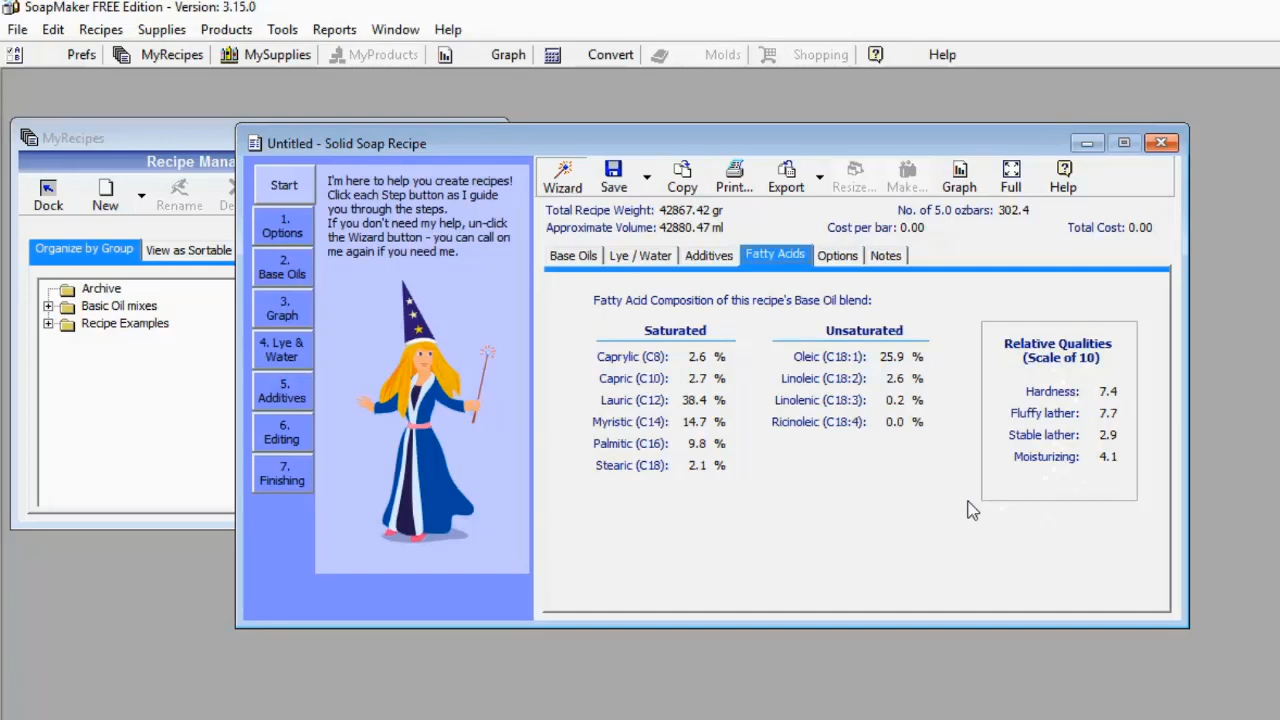 SoapMaker FREE Edition - Version: 3.15.0
File Edit Recipes Supplies Products Tools Reports Window Help
Prefs MyRecipes MySupplies MyProducts Graph Convert Molds Shopping Help
MyRecipes
Recipe Mana
Dock New Rename De
Organize by Group View as Sortable
Archive
Basic Oil mixes
Recipe Examples
Untitled - Solid Soap Recipe
Start
1. Options
2. Base Oils
3. Graph
4. Lye & Water
5. Additives
6. Editing
7. Finishing
I'm here to help you create recipes!
Click each Step button as I guide
you through the steps.
If you don't need my help, un-click
the Wizard button - you can call on
me again if you need me.
Wizard Save Copy Print... Export Resize... Make... Graph Full Help
Total Recipe Weight: 42867.42 gr No. of 5.0 ozbars: 302.4
Approximate Volume: 42880.47 ml Cost per bar: 0.00 Total Cost: 0.00
Base Oils Lye / Water Additives Fatty Acids Options Notes
Fatty Acid Composition of this recipe's Base Oil blend:
Saturated
Caprylic (C8): 2.6 %
Capric (C10): 2.7 %
Lauric (C12): 38.4 %
Myristic (C14): 14.7 %
Palmitic (C16): 9.8 %
Stearic (C18): 2.1 %
Unsaturated
Oleic (C18:1): 25.9 %
Linoleic (C18:2): 2.6 %
Linolenic (C18:3): 0.2 %
Ricinoleic (C18:4): 0.0 %
Relative Qualities
(Scale of 10)
Hardness: 7.4
Fluffy lather: 7.7
Stable lather: 2.9
Moisturizing: 4.1